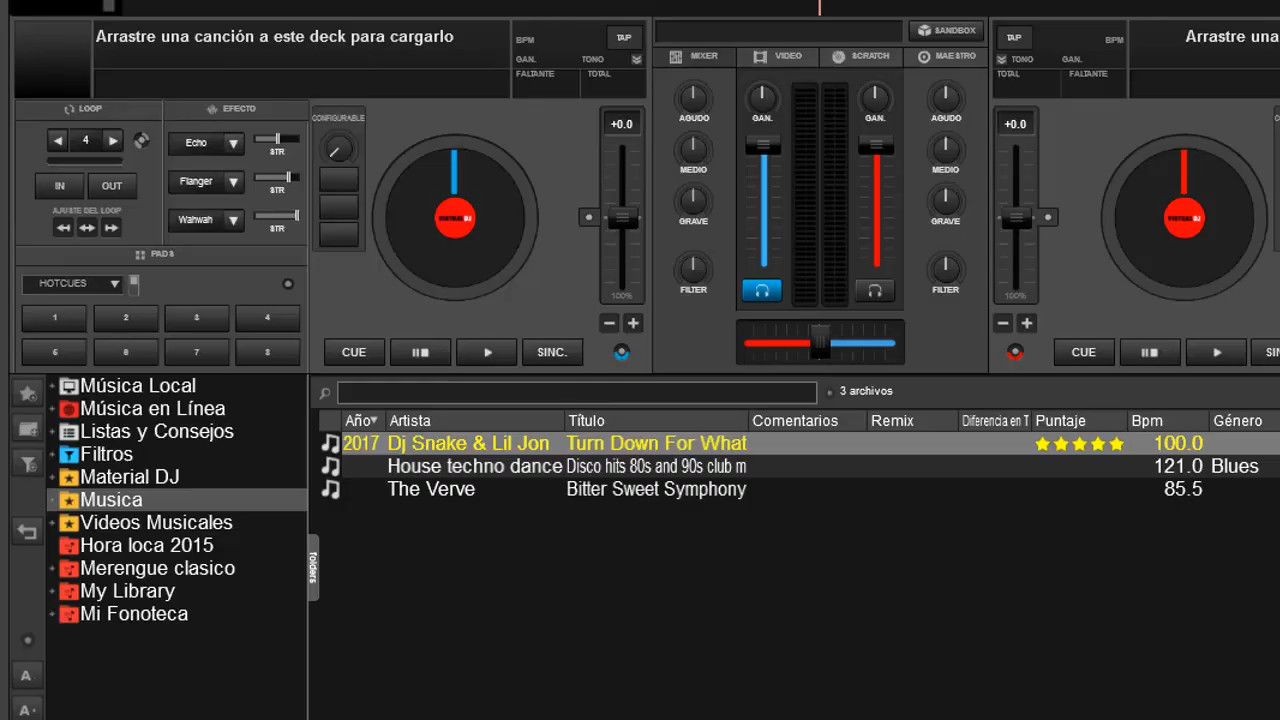 Arrastre una canción a este deck para cargarlo
BPM
TAP
GAN.
TONO
FALTANTE
TOTAL
SANDBOX
MIXER
VIDEO
SCRATCH
MAESTRO
TAP
BPM
TONO
GAN.
TOTAL
FALTANTE
Arrastre una
LOOP
EFECTO
4
Echo
STR
IN
OUT
Flanger
STR
AJUSTE DEL LOOP
Wahwah
STR
PADS
HOTCUES
1
2
3
4
5
6
7
8
CONFIGURABLE
VIRTUAL DJ
+0.0
100%
CUE
SINC.
AGUDO
MEDIO
GRAVE
FILTER
GAN.
GAN.
AGUDO
MEDIO
GRAVE
FILTER
+0.0
100%
VIRTUAL DJ
CUE
SIN
Música Local
Música en Línea
Listas y Consejos
Filtros
Material DJ
Musica
Videos Musicales
Hora loca 2015
Merengue clasico
My Library
Mi Fonoteca
A
A+
folders
3 archivos
Año Artista Título Comentarios Remix Diferencia en T Puntaje Bpm Género
2017 Dj Snake & Lil Jon Turn Down For What 100.0
House techno dance Disco hits 80s and 90s club m 121.0 Blues
The Verve Bitter Sweet Symphony 85.5